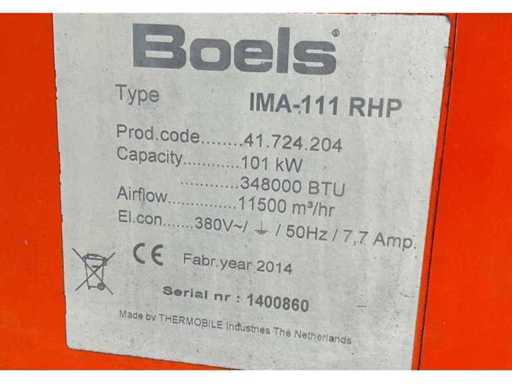 Boels®
Type IMA-111 RHP
Prod.code.......41.724.204
Capacity...........101 kW
............348000 BTU
Airflow............11500 m³/hr
El.con......380V~/ ⏚ / 50Hz / 7,7 Amp.
CE Fabr.year 2014
Serial nr : 1400860
Made by THERMOBILE Industries The Netherlands